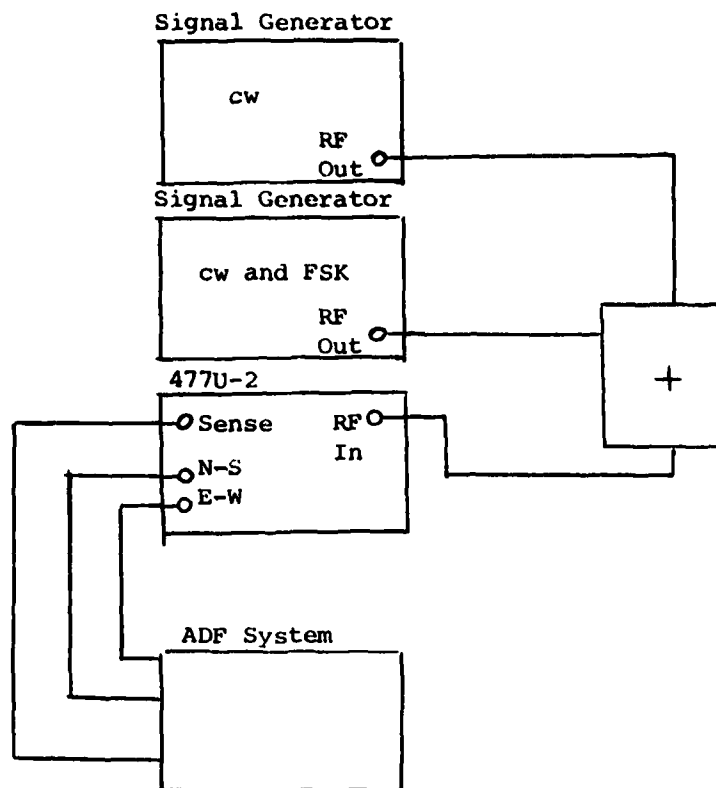 Signal Generator
cw
RF
Out
Signal Generator
cw and FSK
RF
Out
+
477U-2
Sense
RF
In
N-S
E-W
ADF System